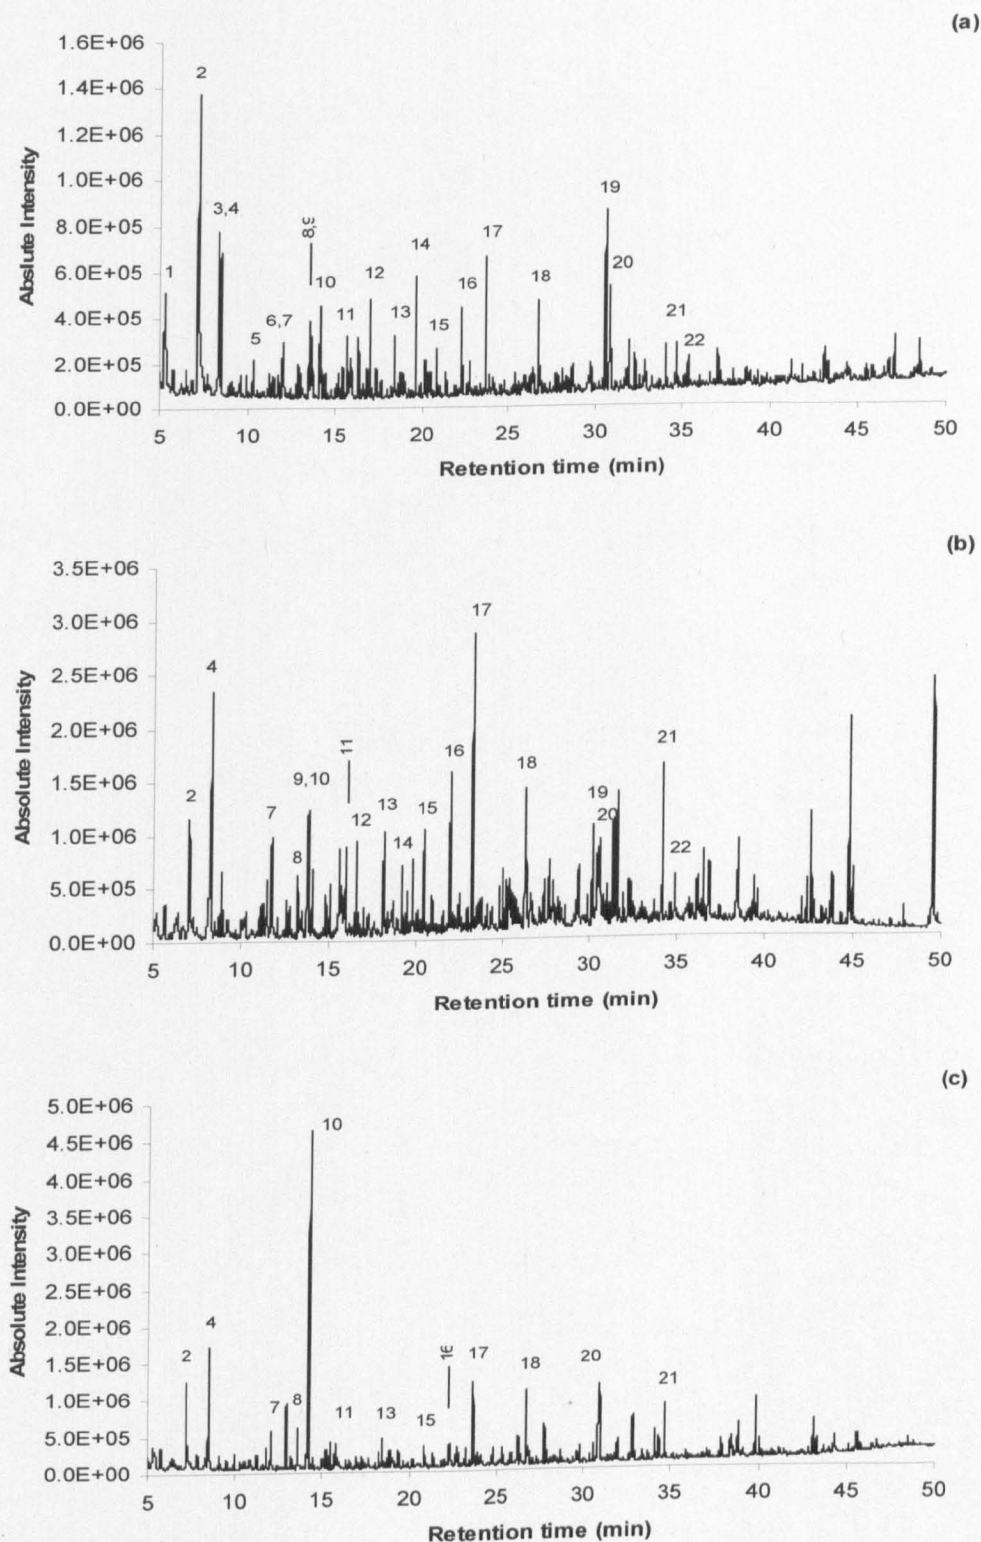 (a)
1.6E+06
1.4E+06
1.2E+06
1.0E+06
8.0E+05
6.0E+05
4.0E+05
2.0E+05
0.0E+00
Abslute Intensity
1
2
3,4
5
6,7
8,9
10
11
12
13
14
15
16
17
18
19
20
21
22
5 10 15 20 25 30 35 40 45 50
Retention time (min)
(b)
3.5E+06
3.0E+06
2.5E+06
2.0E+06
1.5E+06
1.0E+06
5.0E+05
0.0E+00
Absolute Intensity
2
4
7
8
9,10
11
12
13
14
15
16
17
18
19
20
21
22
5 10 15 20 25 30 35 40 45 50
Retention time (min)
(c)
5.0E+06
4.5E+06
4.0E+06
3.5E+06
3.0E+06
2.5E+06
2.0E+06
1.5E+06
1.0E+06
5.0E+05
0.0E+00
Absolute Intensity
2
4
7
8
10
11
13
15
16
17
18
20
21
5 10 15 20 25 30 35 40 45 50
Retention time (min)